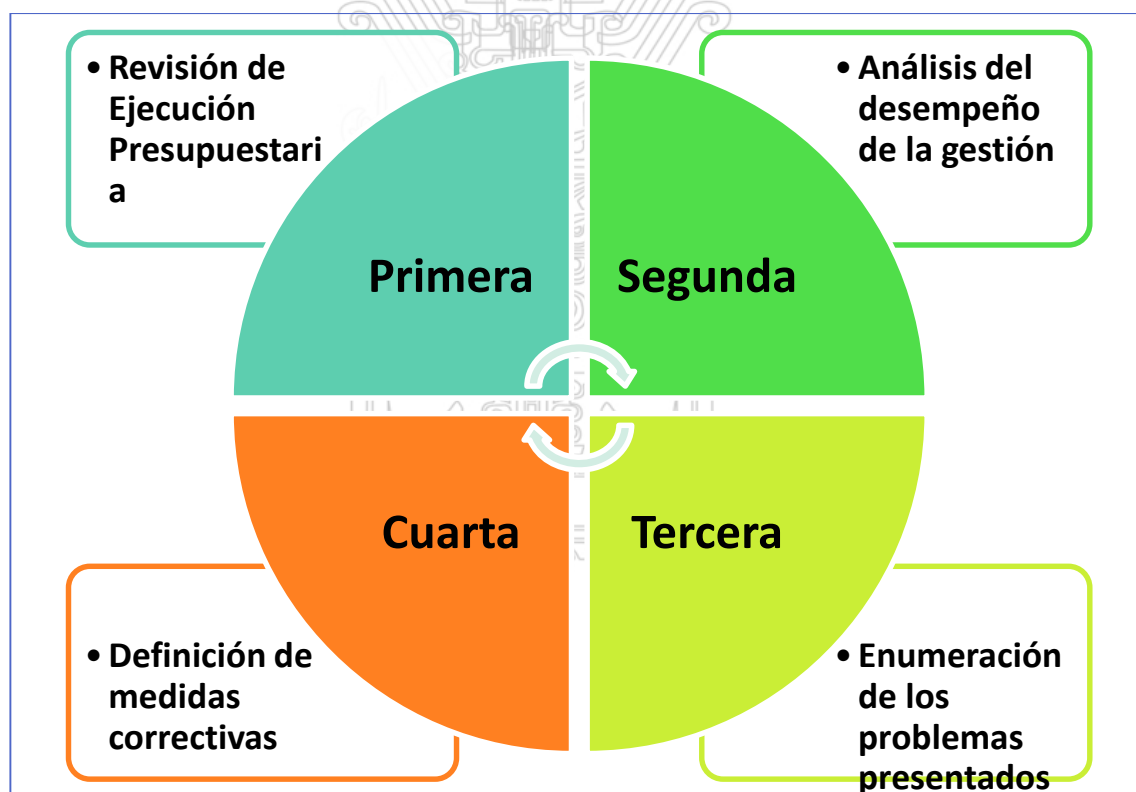 • Revisión de
Ejecución
Presupuestari
a
Primera
• Análisis del
desempeño
de la gestión
Segunda
Tercera
• Enumeración
de los
problemas
presentados
Cuarta
• Definición de
medidas
correctivas